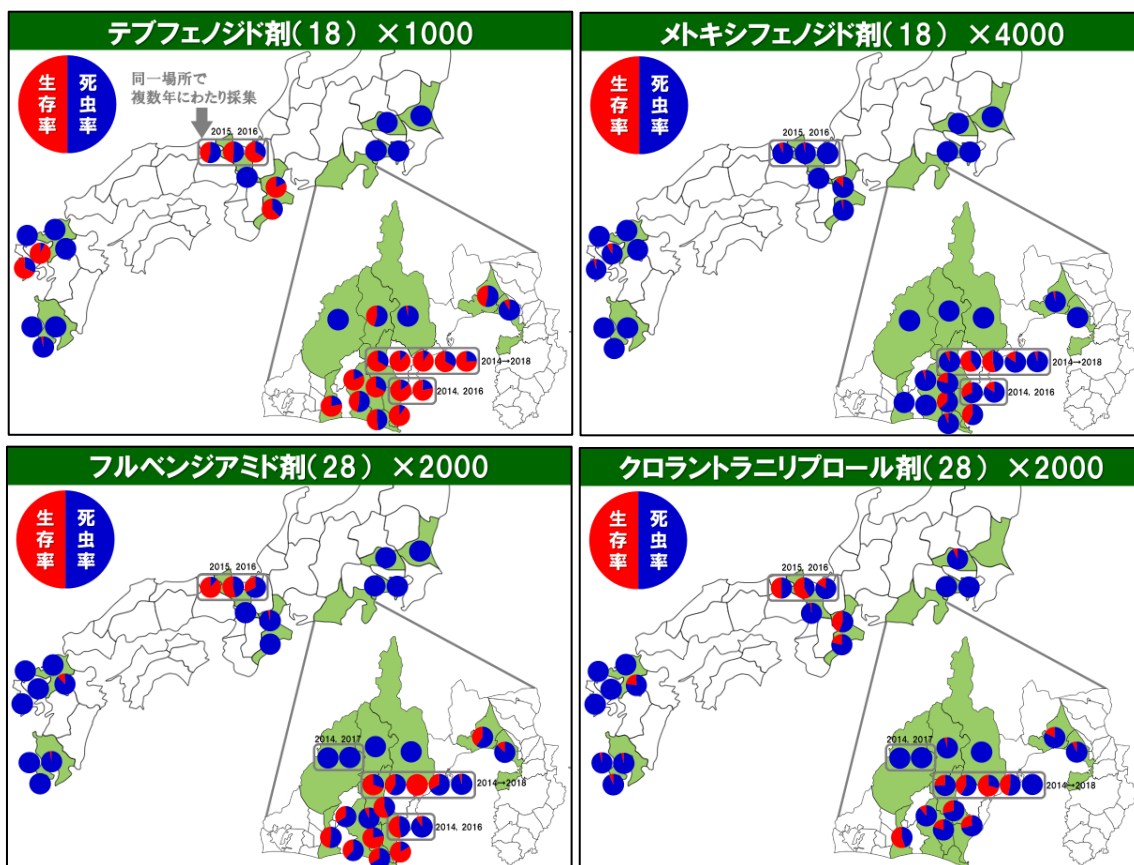 テブフェノジド剤(18) ×1000
生存率
死虫率
同一場所で
複数年にわたり採集
2015, 2016
2014→2018
2014, 2016
メトキシフェノジド剤(18) ×4000
生存率
死虫率
2015, 2016
2014→2018
2014, 2016
フルベンジアミド剤(28) ×2000
生存率
死虫率
2015, 2016
2014, 2017
2014→2018
2014, 2016
クロラントラニリプロール剤(28) ×2000
生存率
死虫率
2015, 2016
2014, 2017
2014→2018